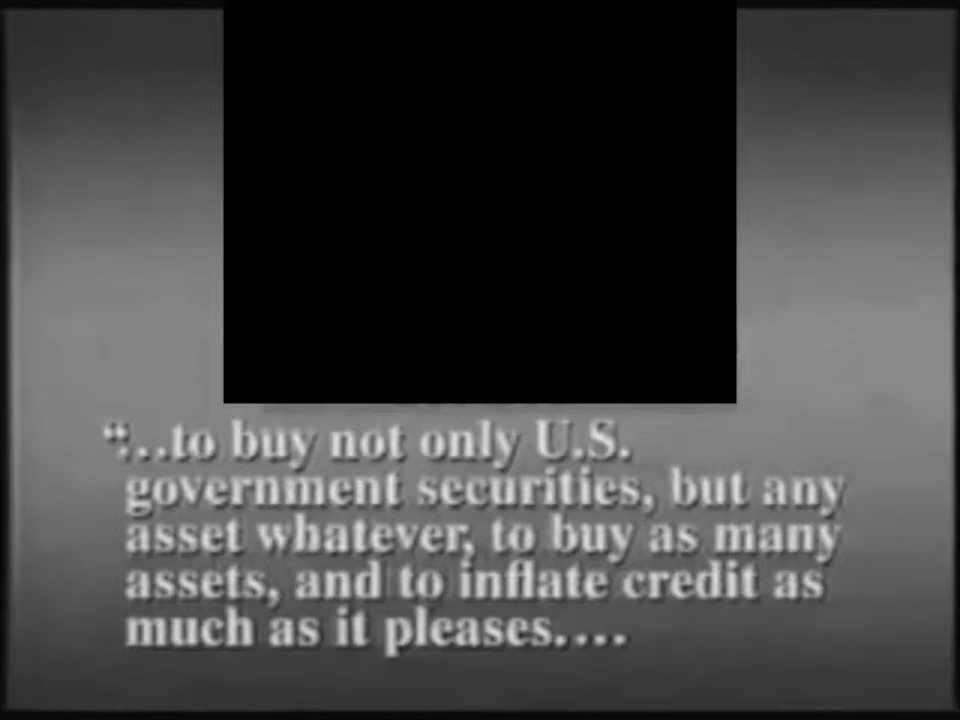 “…to buy not only U.S.
government securities, but any
asset whatever, to buy as many
assets, and to inflate credit as
much as it pleases….